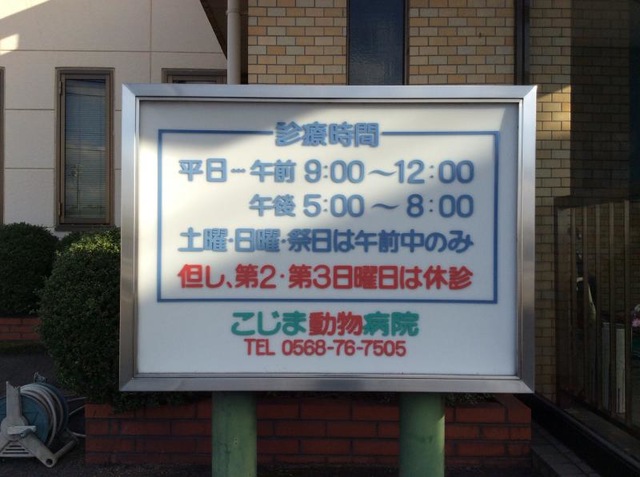 診療時間
平日…午前 9:00～12:00
午後 5:00～ 8:00
土曜・日曜・祭日は午前中のみ
但し、第2・第3日曜日は休診
こじま動物病院
TEL 0568-76-7505